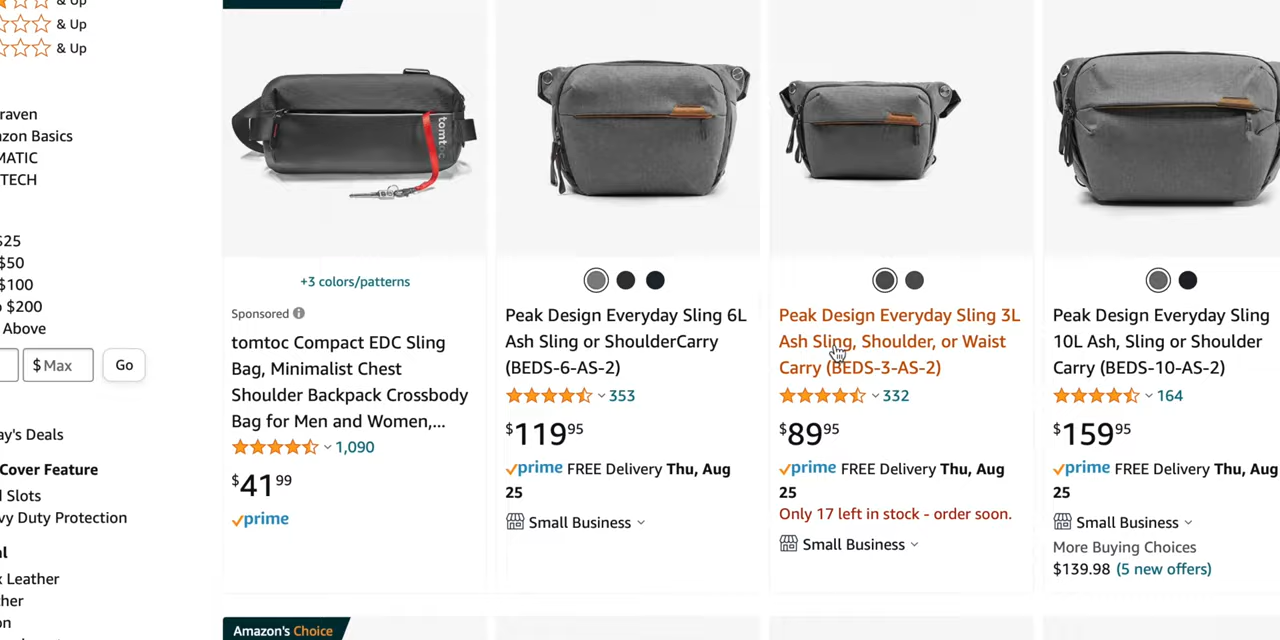 & Up
& Up
& Up
raven
zon Basics
MATIC
TECH
$25
$50
$100
$200
Above
$ Max
Go
ay's Deals
Cover Feature
Slots
vy Duty Protection
Leather
her
on
tomtoc
+3 colors/patterns
Sponsored
tomtoc Compact EDC Sling
Bag, Minimalist Chest
Shoulder Backpack Crossbody
Bag for Men and Women,...
1,090
$41 99
prime
Peak Design Everyday Sling 6L
Ash Sling or ShoulderCarry
(BEDS-6-AS-2)
353
$119 95
prime FREE Delivery Thu, Aug
25
Small Business
Peak Design Everyday Sling 3L
Ash Sling, Shoulder, or Waist
Carry (BEDS-3-AS-2)
332
$89 95
prime FREE Delivery Thu, Aug
25
Only 17 left in stock - order soon.
Small Business
Peak Design Everyday Sling
10L Ash, Sling or Shoulder
Carry (BEDS-10-AS-2)
164
$159 95
prime FREE Delivery Thu, Aug
25
Small Business
More Buying Choices
$139.98 (5 new offers)
Amazon's Choice